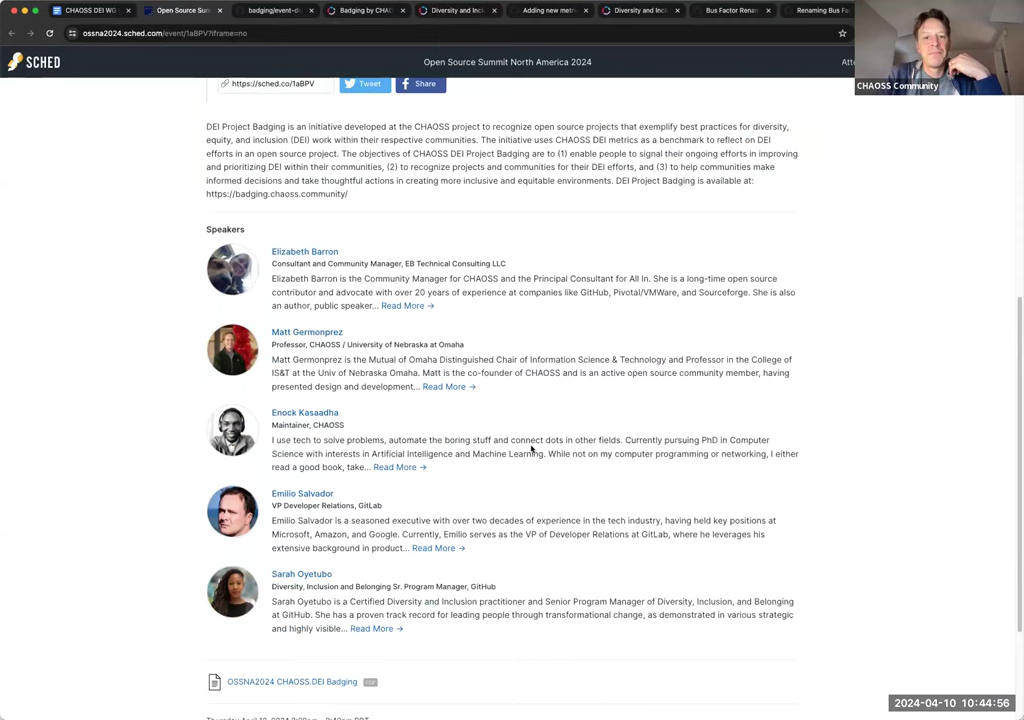 CHAOSS DEI WG
Open Source Sum
badging/event-di
Badging by CHAO
Diversity and Incl
Adding new metr
Diversity and Incl
Bus Factor Renam
Renaming Bus Fa
ossna2024.sched.com/event/1aBPV?iframe=no
SCHED
Open Source Summit North America 2024
Att
CHAOSS Community
https://sched.co/1aBPV
Tweet
Share
DEI Project Badging is an initiative developed at the CHAOSS project to recognize open source projects that exemplify best practices for diversity,
equity, and inclusion (DEI) work within their respective communities. The initiative uses CHAOSS DEI metrics as a benchmark to reflect on DEI
efforts in an open source project. The objectives of CHAOSS DEI Project Badging are to (1) enable people to signal their ongoing efforts in improving
and prioritizing DEI within their communities, (2) to recognize projects and communities for their DEi efforts, and (3) to help communities make
informed decisions and take thoughtful actions in creating more inclusive and equitable environments. DEI Project Badging is available at:
https://badging.chaoss.community/
Speakers
Elizabeth Barron
Consultant and Community Manager, EB Technical Consulting LLC
Elizabeth Barron is the Community Manager for CHAOSS and the Principal Consultant for All In. She is a long-time open source
contributor and advocate with over 20 years of experience at companies like GitHub, Pivotal/VMWare, and Sourceforge. She is also
an author, public speaker... Read More →
Matt Germonprez
Professor, CHAOSS / University of Nebraska at Omaha
Matt Germonprez is the Mutual of Omaha Distinguished Chair of Information Science & Technology and Professor in the College of
IS&T at the Univ of Nebraska Omaha. Matt is the co-founder of CHAOSS and is an active open source community member, having
presented design and development... Read More →
Enock Kasaadha
Maintainer, CHAOSS
I use tech to solve problems, automate the boring stuff and connect dots in other fields. Currently pursuing PhD in Computer
Science with interests in Artificial Intelligence and Machine Learning. While not on my computer programming or networking, I either
read a good book, take... Read More →
Emilio Salvador
VP Developer Relations, GitLab
Emilio Salvador is a seasoned executive with over two decades of experience in the tech industry, having held key positions at
Microsoft, Amazon, and Google. Currently, Emilio serves as the VP of Developer Relations at GitLab, where he leverages his
extensive background in product... Read More →
Sarah Oyetubo
Diversity, Inclusion and Belonging Sr. Program Manager, GitHub
Sarah Oyetubo is a Certified Diversity and Inclusion practitioner and Senior Program Manager of Diversity, Inclusion, and Belonging
at GitHub. She has a proven track record for leading people through transformational change, as demonstrated in various strategic
and highly visible... Read More →
OSSNA2024 CHAOSS.DEI Badging
2024-04-10 10:44:56